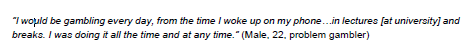 "I would be gambling every day, from the time I woke up on my phone…in lectures [at university] and
breaks. I was doing it all the time and at any time." (Male, 22, problem gambler)